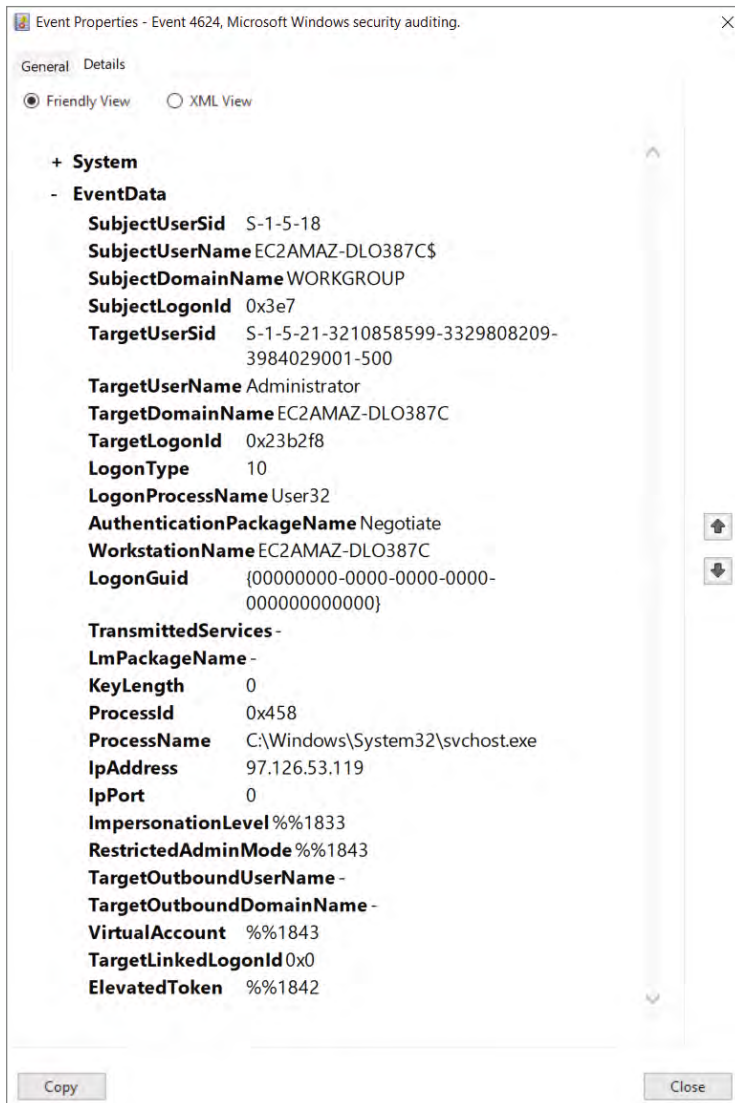 Event Properties - Event 4624, Microsoft Windows security auditing.
General Details
Friendly View XML View
+ System
- EventData
SubjectUserSid S-1-5-18
SubjectUserName EC2AMAZ-DLO387C$
SubjectDomainName WORKGROUP
SubjectLogonId 0x3e7
TargetUserSid S-1-5-21-3210858599-3329808209-
3984029001-500
TargetUserName Administrator
TargetDomainName EC2AMAZ-DLO387C
TargetLogonId 0x23b2f8
LogonType 10
LogonProcessName User32
AuthenticationPackageName Negotiate
WorkstationName EC2AMAZ-DLO387C
LogonGuid {00000000-0000-0000-0000-
000000000000}
TransmittedServices -
LmPackageName -
KeyLength 0
ProcessId 0x458
ProcessName C:\Windows\System32\svchost.exe
IpAddress 97.126.53.119
IpPort 0
ImpersonationLevel %%1833
RestrictedAdminMode %%1843
TargetOutboundUserName -
TargetOutboundDomainName -
VirtualAccount %%1843
TargetLinkedLogonId 0x0
ElevatedToken %%1842
Copy Close